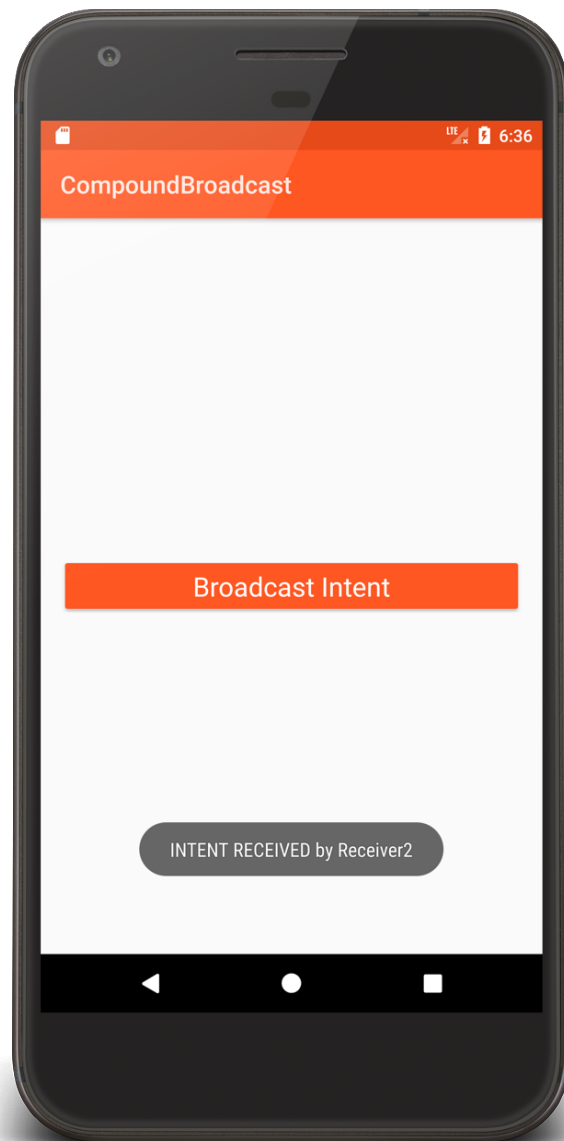 LTE 6:36
CompoundBroadcast
Broadcast Intent
INTENT RECEIVED by Receiver2